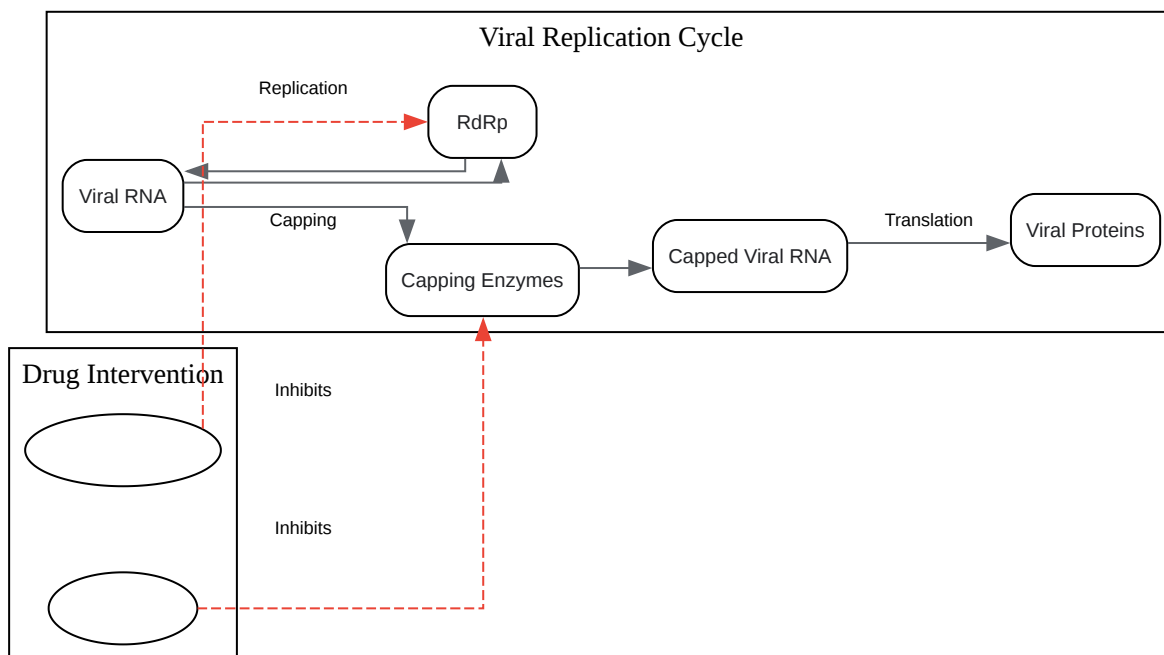 Viral Replication Cycle
Replication
RdRp
Viral RNA
Capping
Capping Enzymes
Capped Viral RNA
Translation
Viral Proteins
Drug Intervention
Inhibits
Inhibits